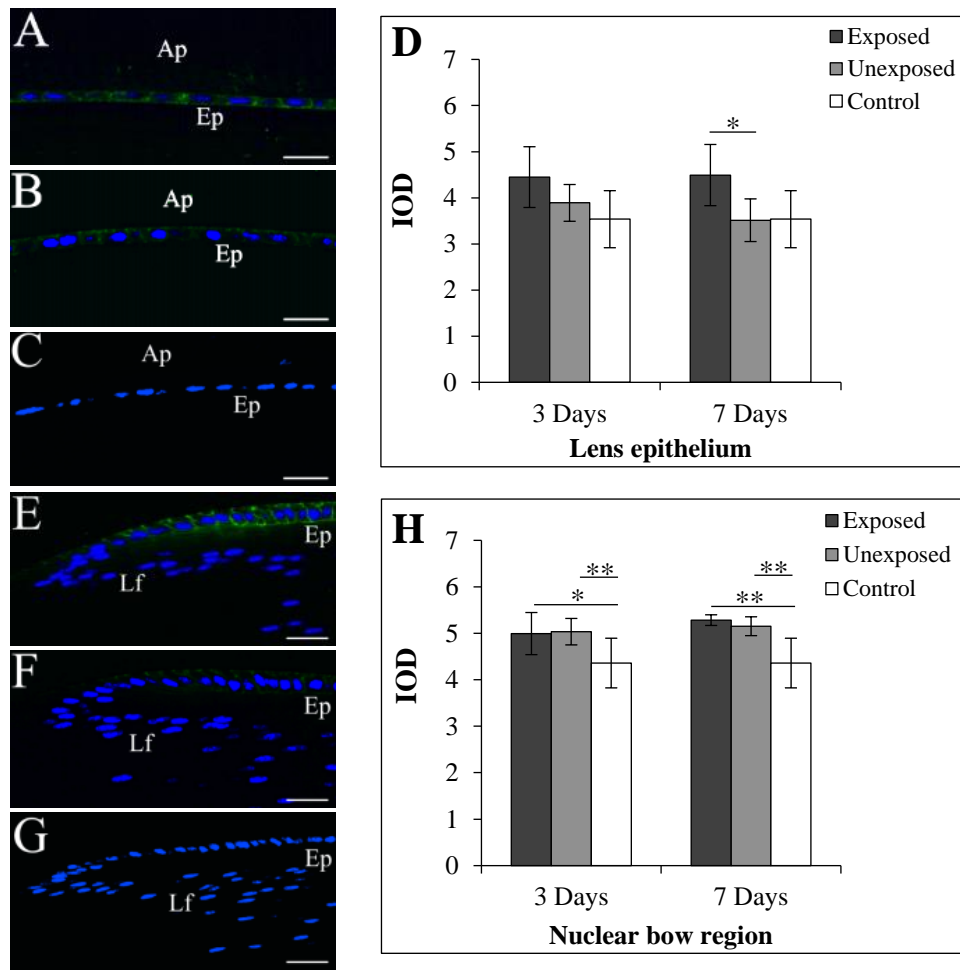 A
Ap
Ep
B
Ap
Ep
C
Ap
Ep
E
Ep
Lf
F
Ep
Lf
G
Ep
Lf
D
Exposed
Unexposed
Control
7
6
5
4
3
2
1
0
IOD
*
3 Days
7 Days
Lens epithelium
H
Exposed
Unexposed
Control
7
6
5
4
3
2
1
0
IOD
**
*
**
**
3 Days
7 Days
Nuclear bow region